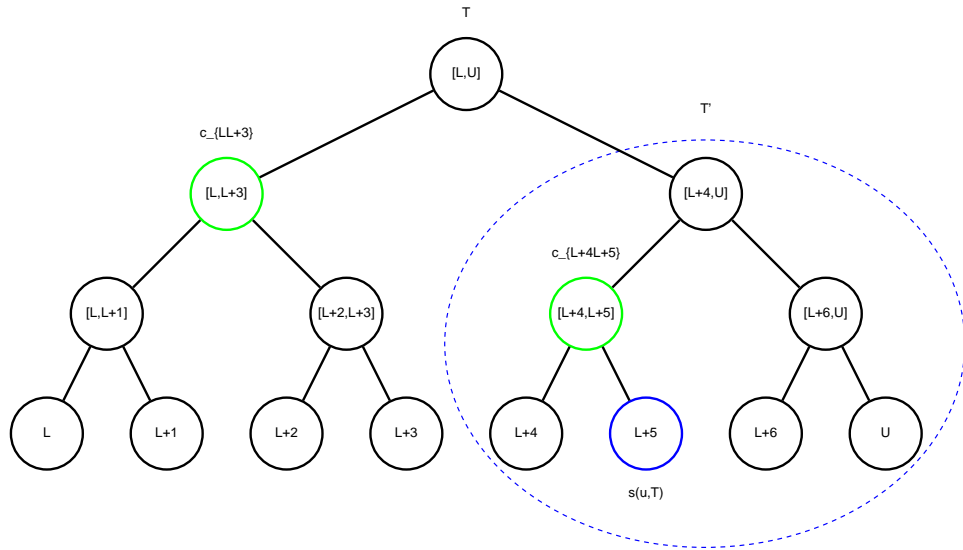 T
[L,U]
T'
c_{LL+3}
[L,L+3]
[L+4,U]
c_{L+4L+5}
[L,L+1]
[L+2,L+3]
[L+4,L+5]
[L+6,U]
L
L+1
L+2
L+3
L+4
L+5
L+6
U
s(u,T)